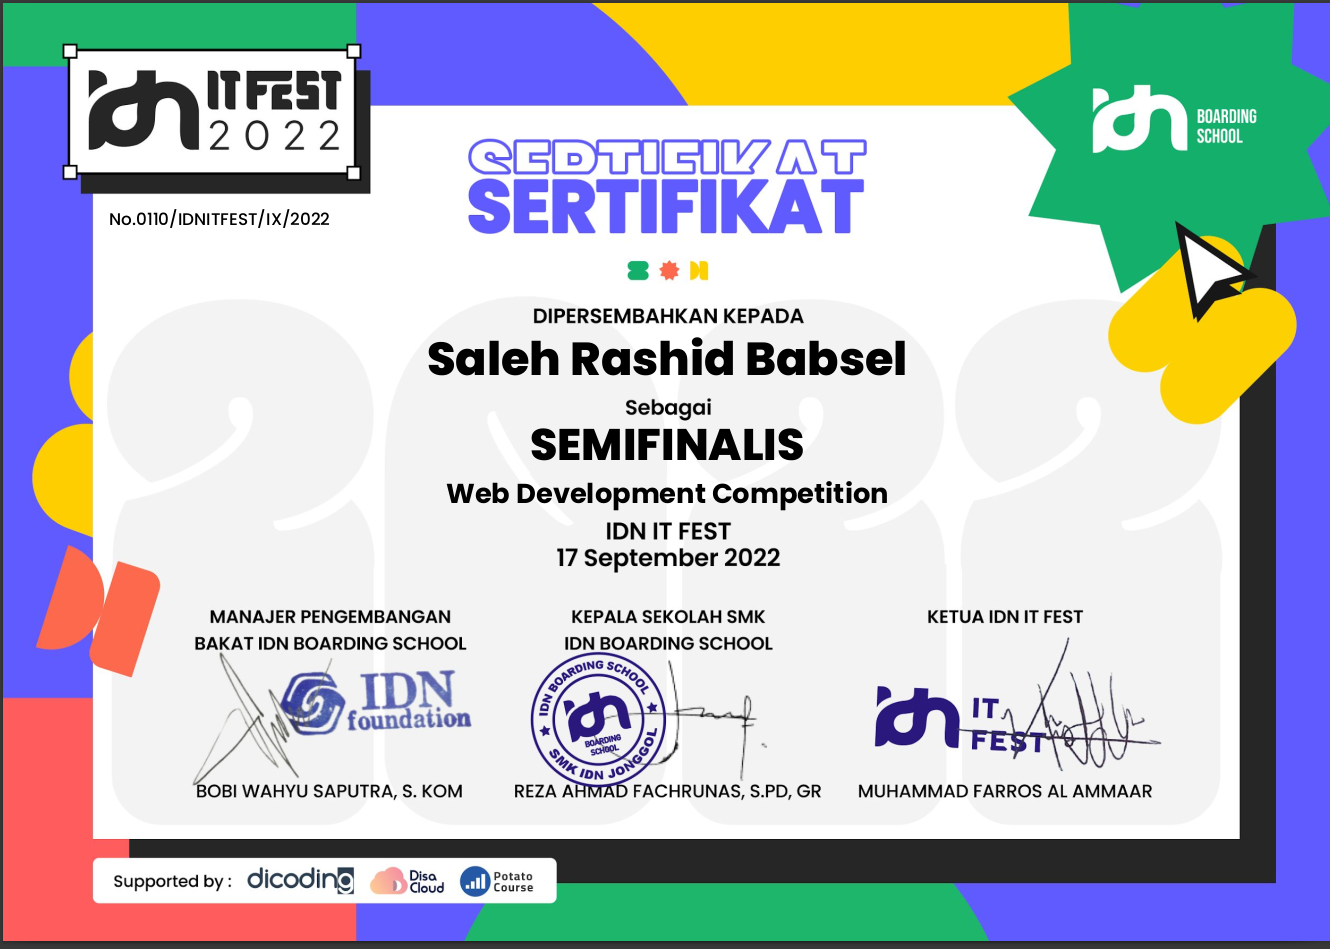 idn IT FEST
2022
BOARDING
SCHOOL
No.0110/IDNITFEST/IX/2022
SERTIFIKAT
SERTIFIKAT
DIPERSEMBAHKAN KEPADA
Saleh Rashid Babsel
Sebagai
SEMIFINALIS
Web Development Competition
IDN IT FEST
17 September 2022
MANAJER PENGEMBANGAN
BAKAT IDN BOARDING SCHOOL
IDN
foundation
BOBI WAHYU SAPUTRA, S. KOM
KEPALA SEKOLAH SMK
IDN BOARDING SCHOOL
IDN BOARDING SCHOOL
idn
BOARDING
SCHOOL
SMK IDN JONGGOL
REZA AHMAD FACHRUNAS, S.PD, GR
KETUA IDN IT FEST
idn IT
FEST
MUHAMMAD FARROS AL AMMAAR
2022
Supported by : dicoding Disa Cloud Potato Course